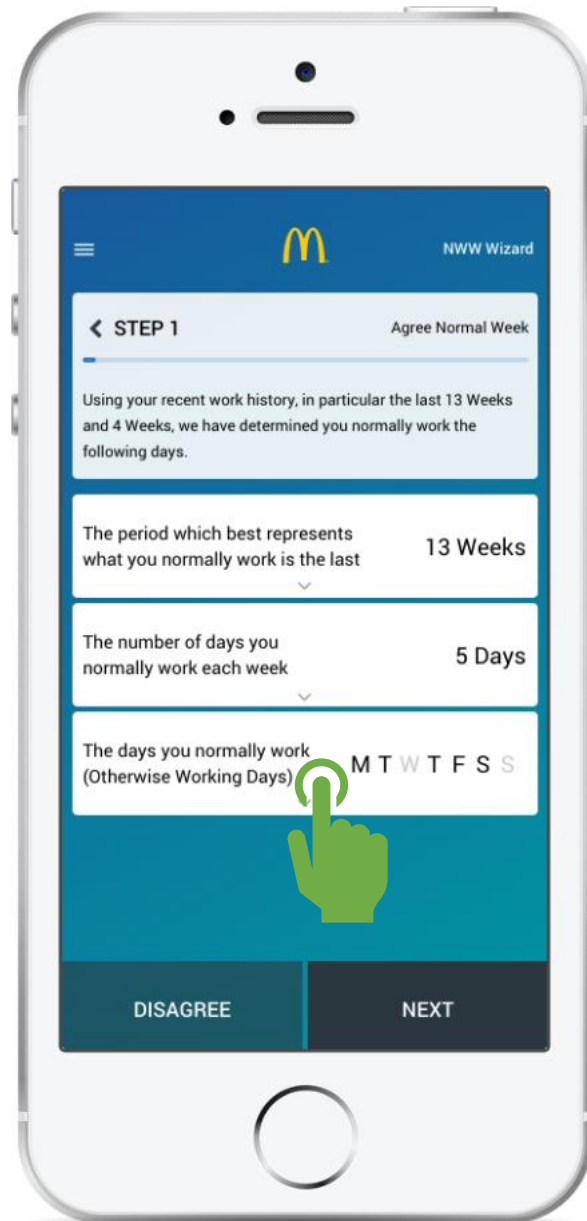 NWW Wizard
STEP 1 Agree Normal Week
Using your recent work history, in particular the last 13 Weeks
and 4 Weeks, we have determined you normally work the
following days.
The period which best represents
what you normally work is the last
13 Weeks
The number of days you
normally work each week
5 Days
The days you normally work
(Otherwise Working Days)
M T W T F S S
DISAGREE NEXT